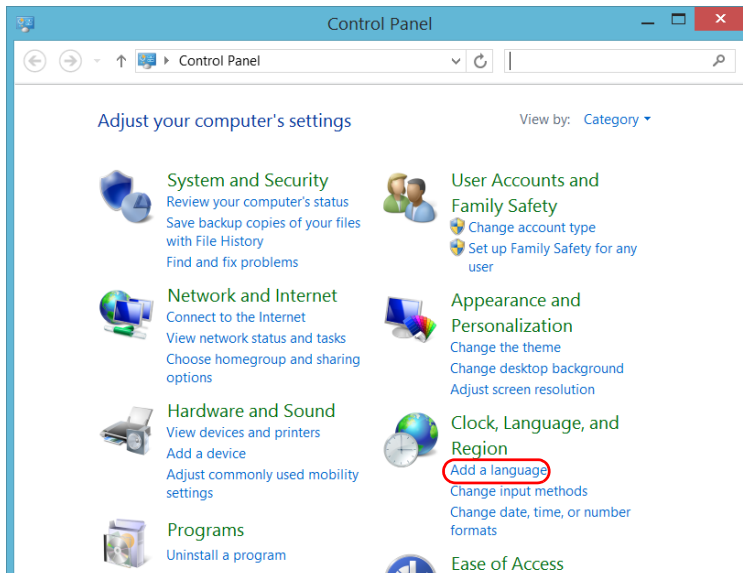 Control Panel
Control Panel
Adjust your computer's settings
View by: Category
System and Security
Review your computer's status
Save backup copies of your files
with File History
Find and fix problems
Network and Internet
Connect to the Internet
View network status and tasks
Choose homegroup and sharing
options
Hardware and Sound
View devices and printers
Add a device
Adjust commonly used mobility
settings
Programs
Uninstall a program
User Accounts and
Family Safety
Change account type
Set up Family Safety for any
user
Appearance and
Personalization
Change the theme
Change desktop background
Adjust screen resolution
Clock, Language, and
Region
Add a language
Change input methods
Change date, time, or number
formats
Ease of Access